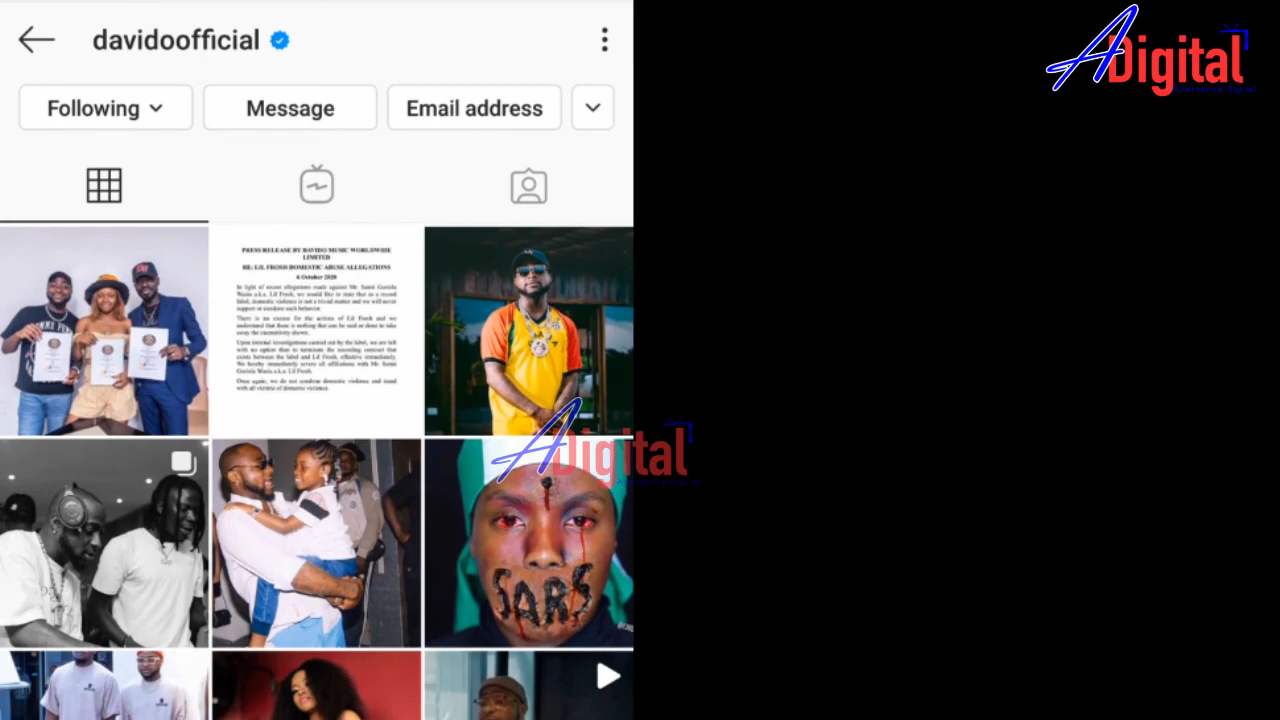 davidoofficial
Following
Message
Email address
PRESS RELEASE BY DAVIDO MUSIC WORLDWIDE
LIMITED
RE: LIL FROSH DOMESTIC ABUSE ALLEGATIONS
6 October 2020
In light of recent allegations made against Mr. Sanni Goriola
Wasiu a.k.a. Lil Frosh, we would like to state that as a record
label, domestic violence is not a trivial matter and we will never
support or condone such behavior.
There is no excuse for the actions of Lil Frosh and we
understand that there is nothing that can be said or done to take
away the insensitivity shown.
Upon internal investigations carried out by the label, we are left
with no option than to terminate the recording contract that
exists between the label and Lil Frosh, effective immediately.
We hereby immediately sever all affiliations with Mr. Sanni
Goriola Wasiu a.k.a. Lil Frosh.
Once again, we do not condone domestic violence and stand
with all victims of domestic violence.
SARS
ADigital
ADigital